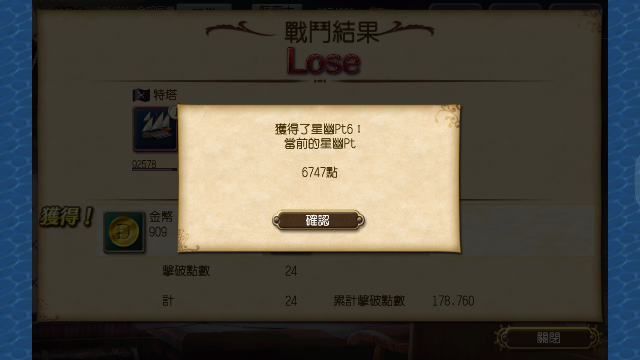 戰鬥結果
Lose
特塔
92578
獲得了星幽Pt6！
當前的星幽Pt
6747點
確認
獲得！
金幣
909
擊破點數 24
計 24 累計擊破點數 178.760
關閉